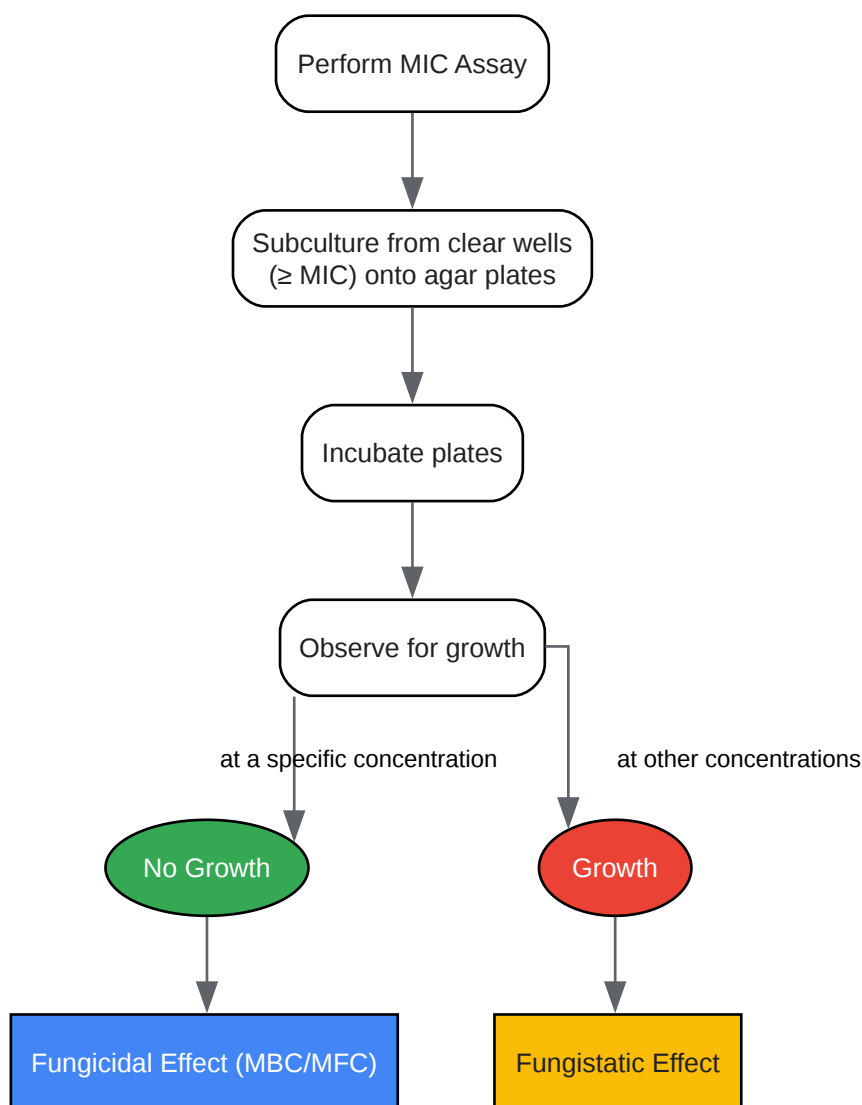 Perform MIC Assay
Subculture from clear wells
(≥ MIC) onto agar plates
Incubate plates
Observe for growth
at a specific concentration
at other concentrations
No Growth
Growth
Fungicidal Effect (MBC/MFC)
Fungistatic Effect